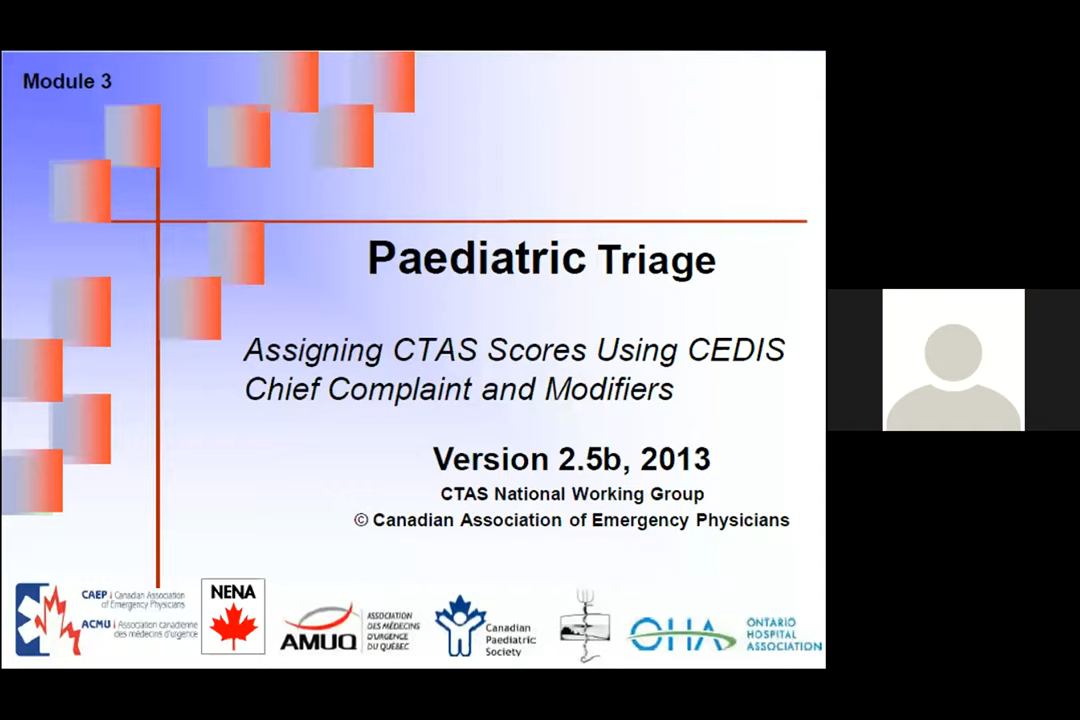 Module 3
Paediatric Triage
Assigning CTAS Scores Using CEDIS
Chief Complaint and Modifiers
Version 2.5b, 2013
CTAS National Working Group
© Canadian Association of Emergency Physicians
CAEP | Canadian Association
of Emergency Physicians
ACMU | Association canadienne
des médecins d'urgence
NENA
AMUQ
ASSOCIATION
DES MÉDECINS
D'URGENCE
DU QUÉBEC
Canadian
Paediatric
Society
OHA
ONTARIO
HOSPITAL
ASSOCIATION